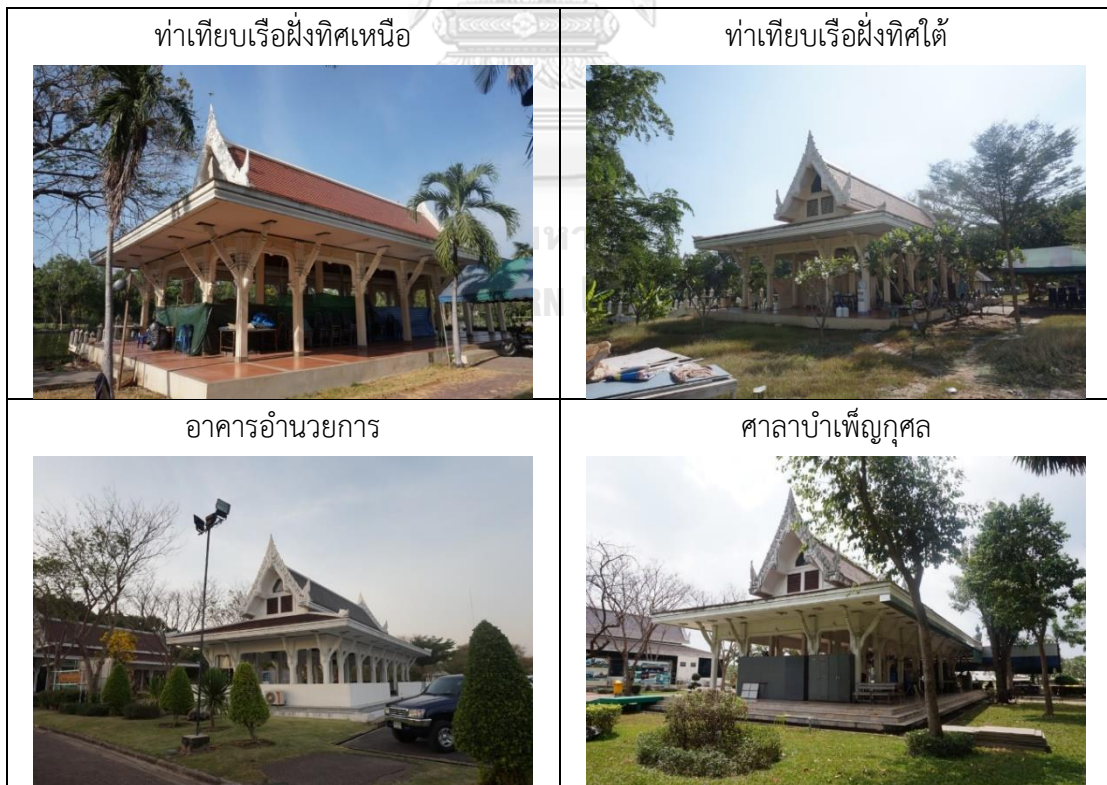 ท่าเทียบเรือฝั่งทิศเหนือ
ท่าเทียบเรือฝั่งทิศใต้
อาคารอำนวยการ
ศาลาบำเพ็ญกุศล